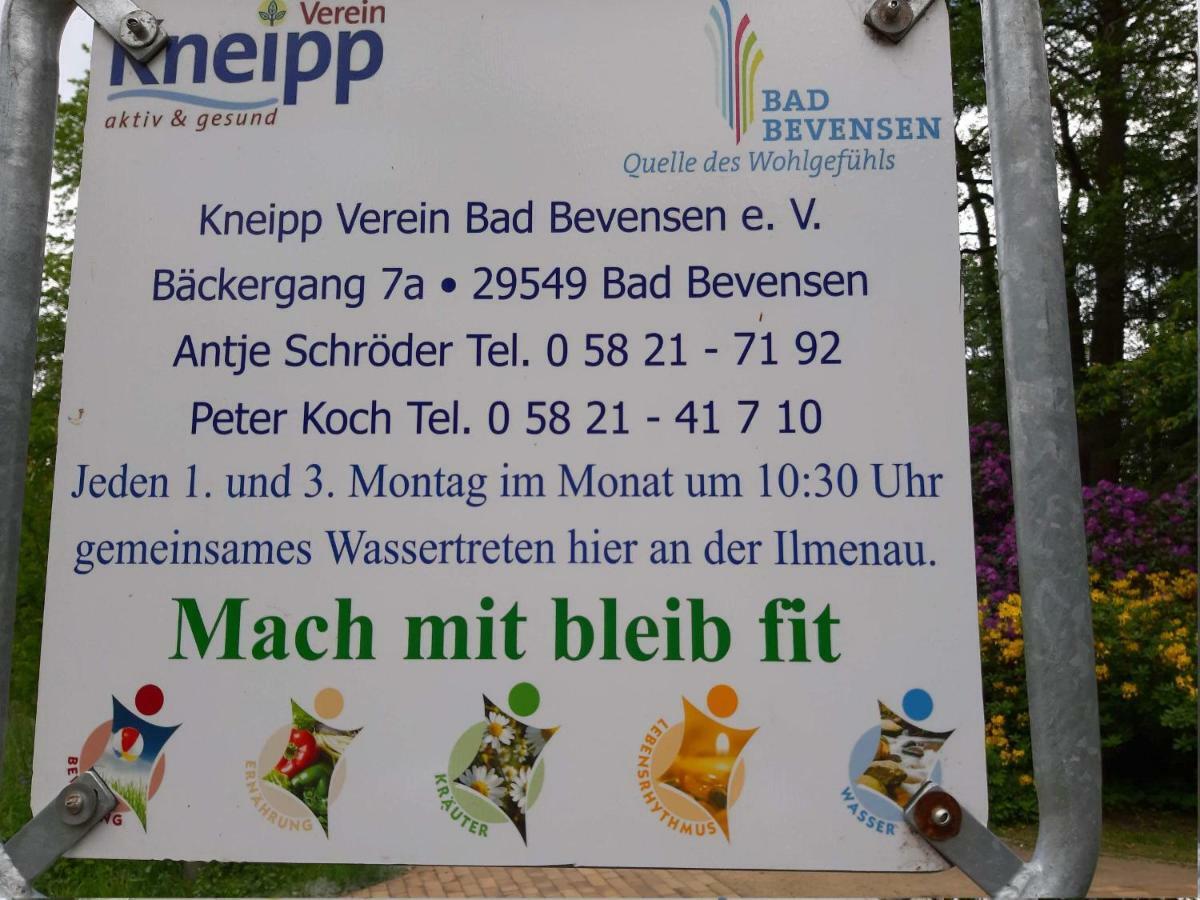 Verein
Kneipp
aktiv & gesund
BAD
BEVENSEN
Quelle des Wohlgefühls
Kneipp Verein Bad Bevensen e. V.
Bäckergang 7a • 29549 Bad Bevensen
Antje Schröder Tel. 0 58 21 - 71 92
Peter Koch Tel. 0 58 21 - 41 7 10
Jeden 1. und 3. Montag im Monat um 10:30 Uhr
gemeinsames Wassertreten hier an der Ilmenau.
Mach mit bleib fit
ERNÄHRUNG
KRÄUTER
LEBENSRHYTHMUS
WASSER